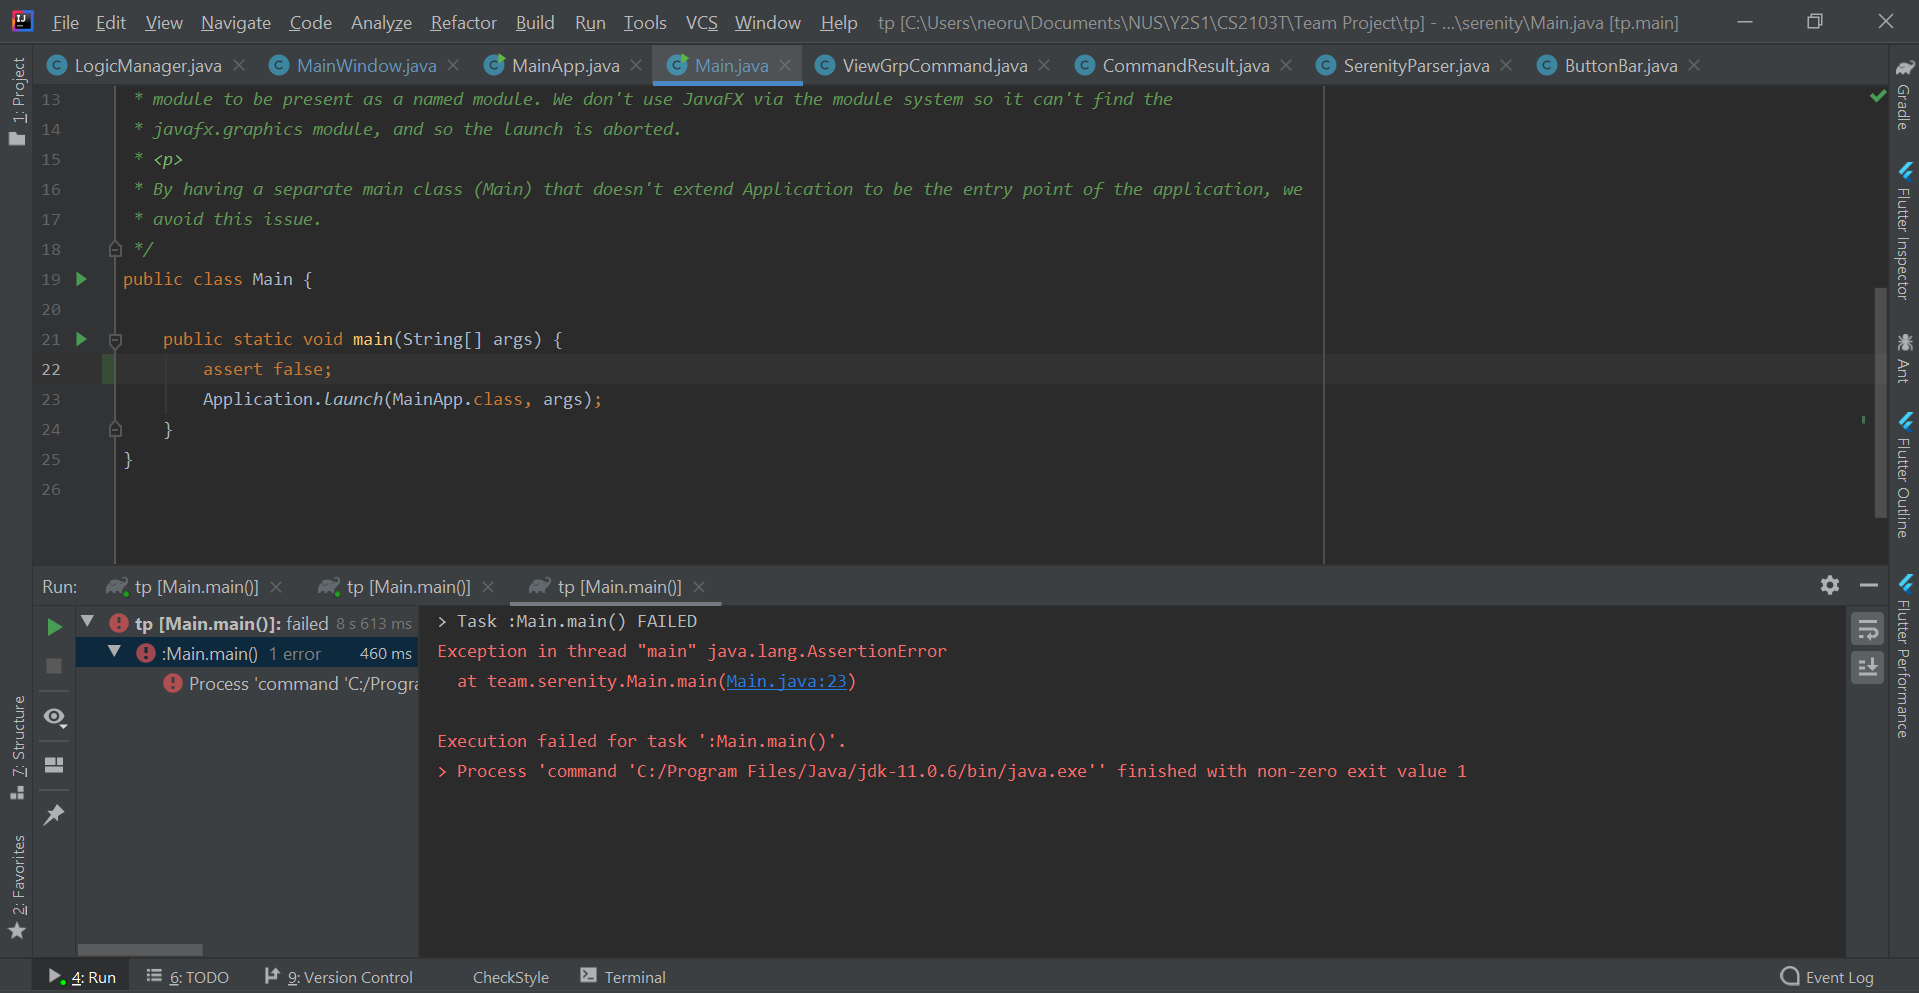 File Edit View Navigate Code Analyze Refactor Build Run Tools VCS Window Help tp [C:\Users\neoru\Documents\NUS\Y2S1\CS2103T\Team Project\tp] - ...\serenity\Main.java [tp.main]
LogicManager.java MainWindow.java MainApp.java Main.java ViewGrpCommand.java CommandResult.java SerenityParser.java ButtonBar.java
1: Project
7: Structure
2: Favorites
13 * module to be present as a named module. We don't use JavaFX via the module system so it can't find the
14 * javafx.graphics module, and so the launch is aborted.
15 * <p>
16 * By having a separate main class (Main) that doesn't extend Application to be the entry point of the application, we
17 * avoid this issue.
18 */
19 public class Main {
20
21 public static void main(String[] args) {
22 assert false;
23 Application.launch(MainApp.class, args);
24 }
25 }
26
Gradle
Flutter Inspector
Ant
Flutter Outline
Flutter Performance
Run: tp [Main.main()] tp [Main.main()] tp [Main.main()]
tp [Main.main()]: failed 8 s 613 ms
:Main.main() 1 error 460 ms
Process 'command 'C:/Progra
> Task :Main.main() FAILED
Exception in thread "main" java.lang.AssertionError
at team.serenity.Main.main(Main.java:23)
Execution failed for task ':Main.main()'.
> Process 'command 'C:/Program Files/Java/jdk-11.0.6/bin/java.exe'' finished with non-zero exit value 1
4: Run 6: TODO 9: Version Control CheckStyle Terminal Event Log